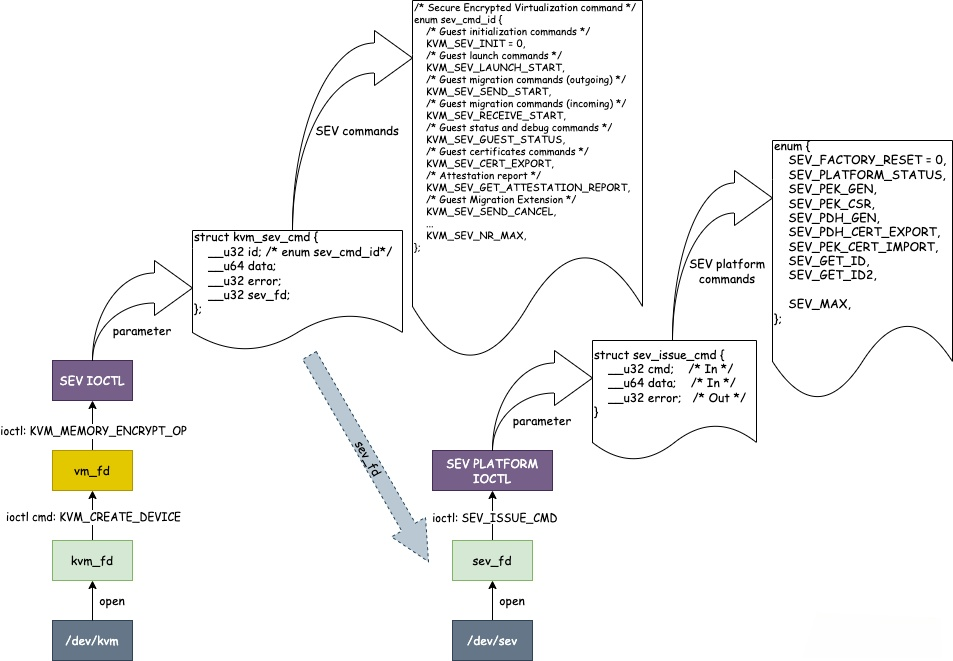 /* Secure Encrypted Virtualization command */
enum sev_cmd_id {
/* Guest initialization commands */
KVM_SEV_INIT = 0,
/* Guest launch commands */
KVM_SEV_LAUNCH_START,
/* Guest migration commands (outgoing) */
KVM_SEV_SEND_START,
/* Guest migration commands (incoming) */
KVM_SEV_RECEIVE_START,
/* Guest status and debug commands */
KVM_SEV_GUEST_STATUS,
/* Guest certificates commands */
KVM_SEV_CERT_EXPORT,
/* Attestation report */
KVM_SEV_GET_ATTESTATION_REPORT,
/* Guest Migration Extension */
KVM_SEV_SEND_CANCEL,
...
KVM_SEV_NR_MAX,
};
SEV commands
enum {
SEV_FACTORY_RESET = 0,
SEV_PLATFORM_STATUS,
SEV_PEK_GEN,
SEV_PEK_CSR,
SEV_PDH_GEN,
SEV_PDH_CERT_EXPORT,
SEV_PEK_CERT_IMPORT,
SEV_GET_ID,
SEV_GET_ID2,
SEV_MAX,
};
SEV platform
commands
struct kvm_sev_cmd {
__u32 id; /* enum sev_cmd_id*/
__u64 data;
__u32 error;
__u32 sev_fd;
};
parameter
struct sev_issue_cmd {
__u32 cmd; /* In */
__u64 data; /* In */
__u32 error; /* Out */
}
parameter
SEV IOCTL
ioctl: KVM_MEMORY_ENCRYPT_OP
vm_fd
ioctl cmd: KVM_CREATE_DEVICE
kvm_fd
open
/dev/kvm
sev_fd
SEV PLATFORM
IOCTL
ioctl: SEV_ISSUE_CMD
sev_fd
open
/dev/sev